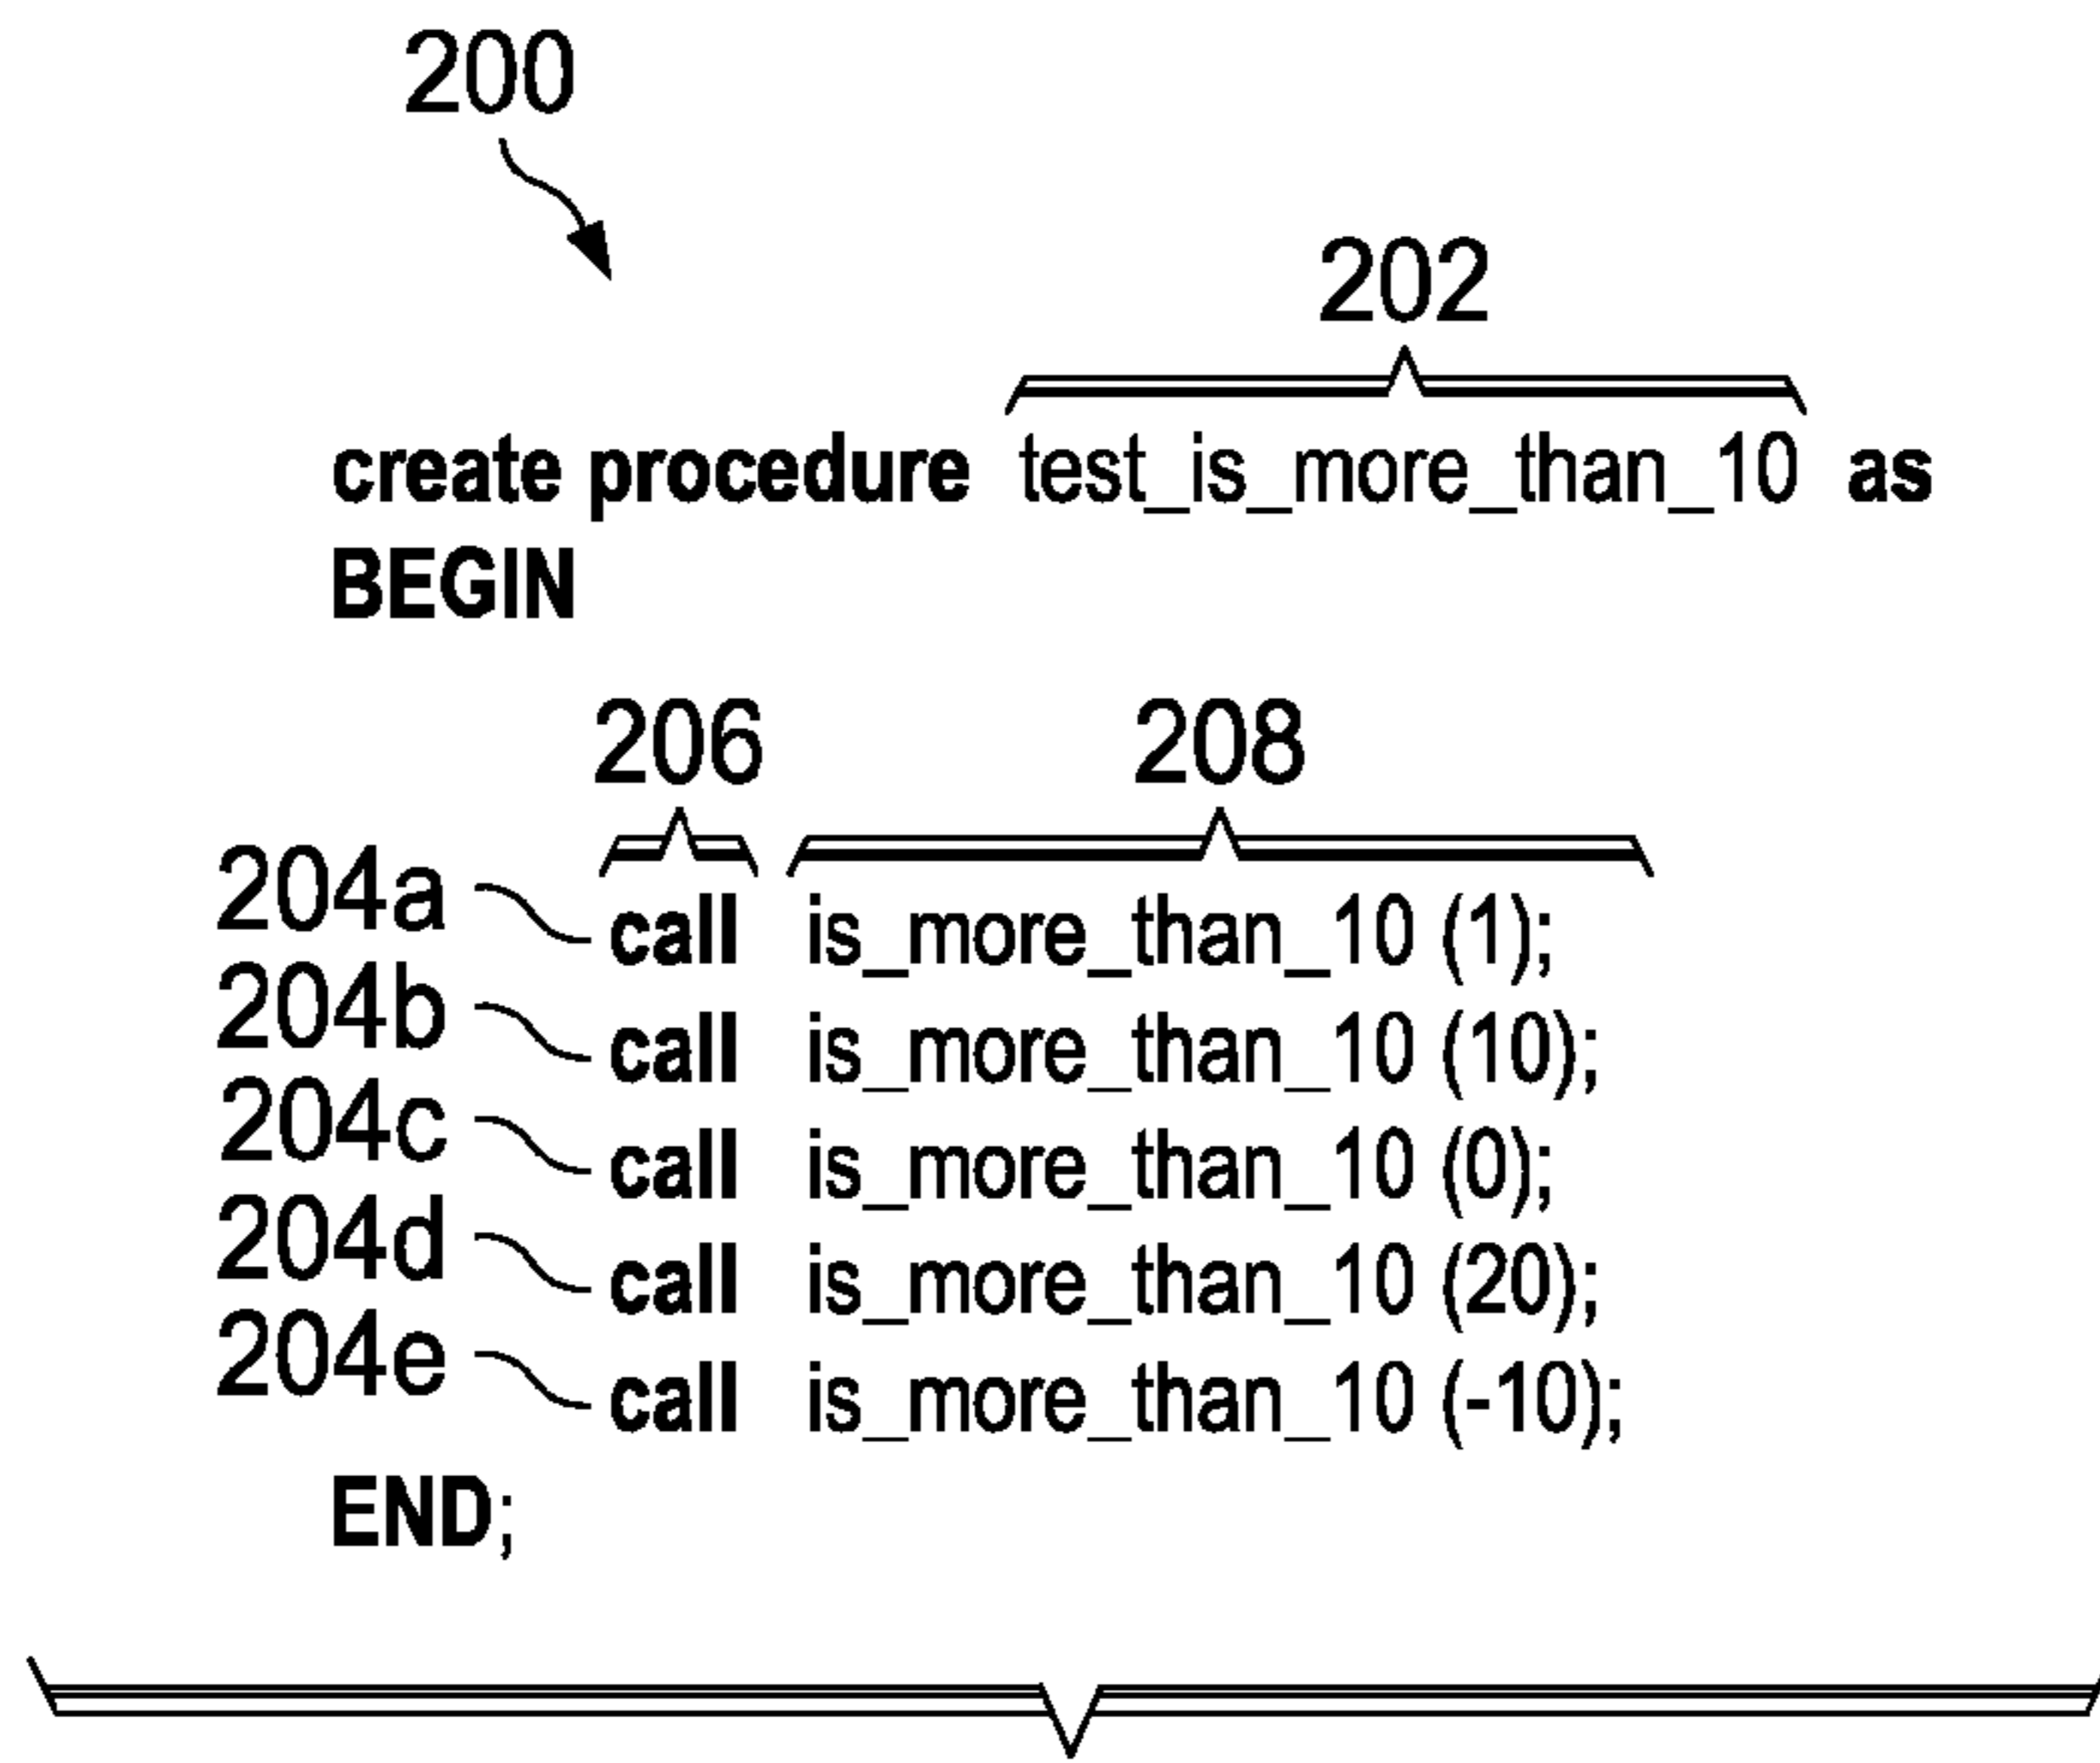 200
202
create procedure test_is_more_than_10 as
BEGIN
206 208
204a call is_more_than_10 (1);
204b call is_more_than_10 (10);
204c call is_more_than_10 (0);
204d call is_more_than_10 (20);
204e call is_more_than_10 (-10);
END;